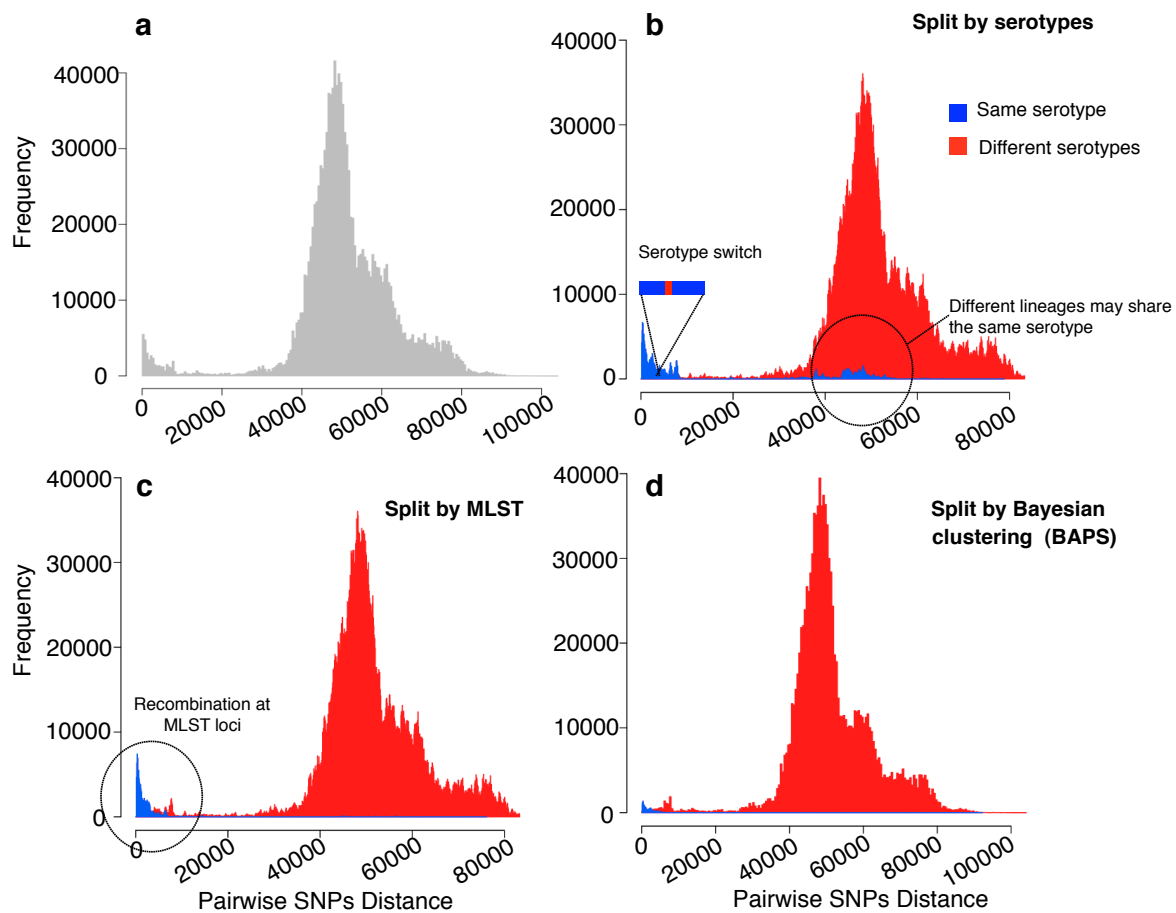 a
Frequency
40000
30000
20000
10000
0
0
20000
40000
60000
80000
100000
b
Split by serotypes
40000
30000
20000
10000
0
Same serotype
Different serotypes
Serotype switch
Different lineages may share
the same serotype
0
20000
40000
60000
80000
c
Split by MLST
Frequency
40000
30000
20000
10000
0
Recombination at
MLST loci
0
20000
40000
60000
80000
Pairwise SNPs Distance
d
Split by Bayesian
clustering (BAPS)
40000
30000
20000
10000
0
0
20000
40000
60000
80000
100000
Pairwise SNPs Distance